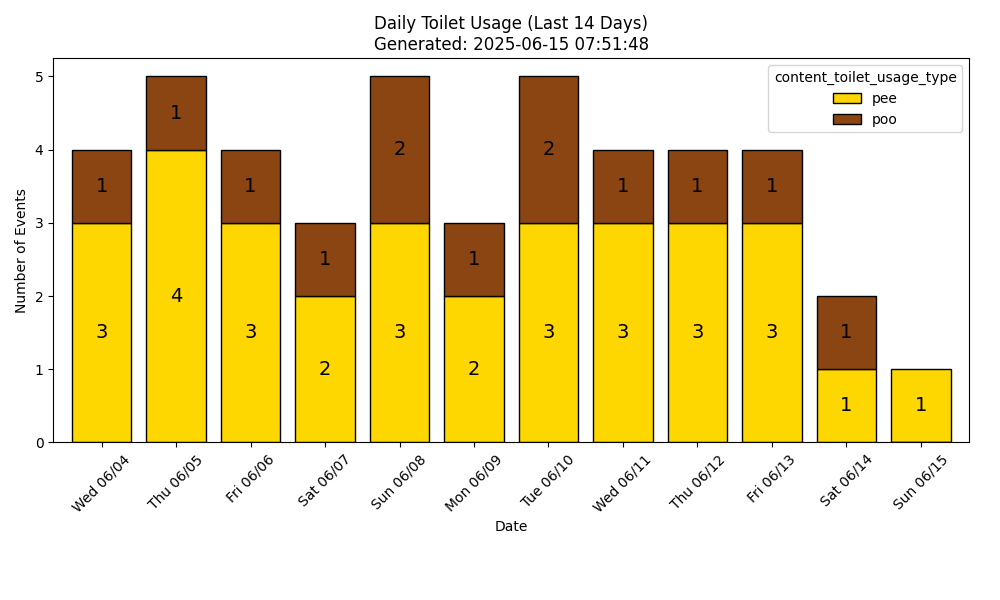 Daily Toilet Usage (Last 14 Days)
Generated: 2025-06-15 07:51:48
content_toilet_usage_type
pee
poo
Number of Events
5
4
3
2
1
0
1
1
1
1
2
1
2
1
1
1
1
3
4
3
2
3
2
3
3
3
3
1
1
Wed 06/04
Thu 06/05
Fri 06/06
Sat 06/07
Sun 06/08
Mon 06/09
Tue 06/10
Wed 06/11
Thu 06/12
Fri 06/13
Sat 06/14
Sun 06/15
Date